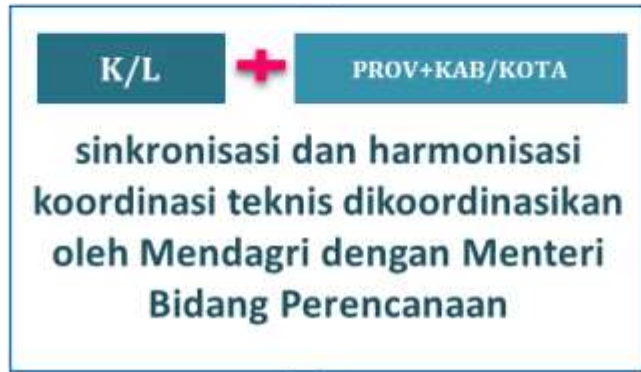 K/L
PROV+KAB/KOTA
sinkronisasi dan harmonisasi
koordinasi teknis dikoordinasikan
oleh Mendagri dengan Menteri
Bidang Perencanaan